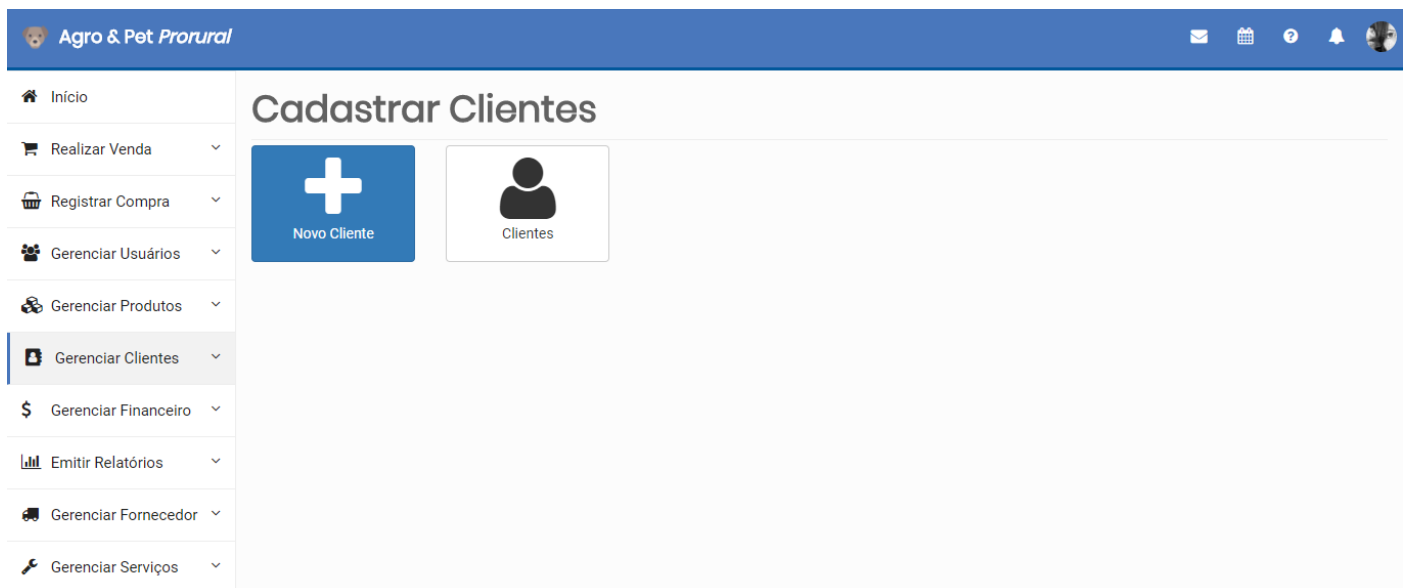 Agro & Pet Prorural
Início
Cadastrar Clientes
Realizar Venda
Registrar Compra
Novo Cliente
Clientes
Gerenciar Usuários
Gerenciar Produtos
Gerenciar Clientes
$ Gerenciar Financeiro
Emitir Relatórios
Gerenciar Fornecedor
Gerenciar Serviços